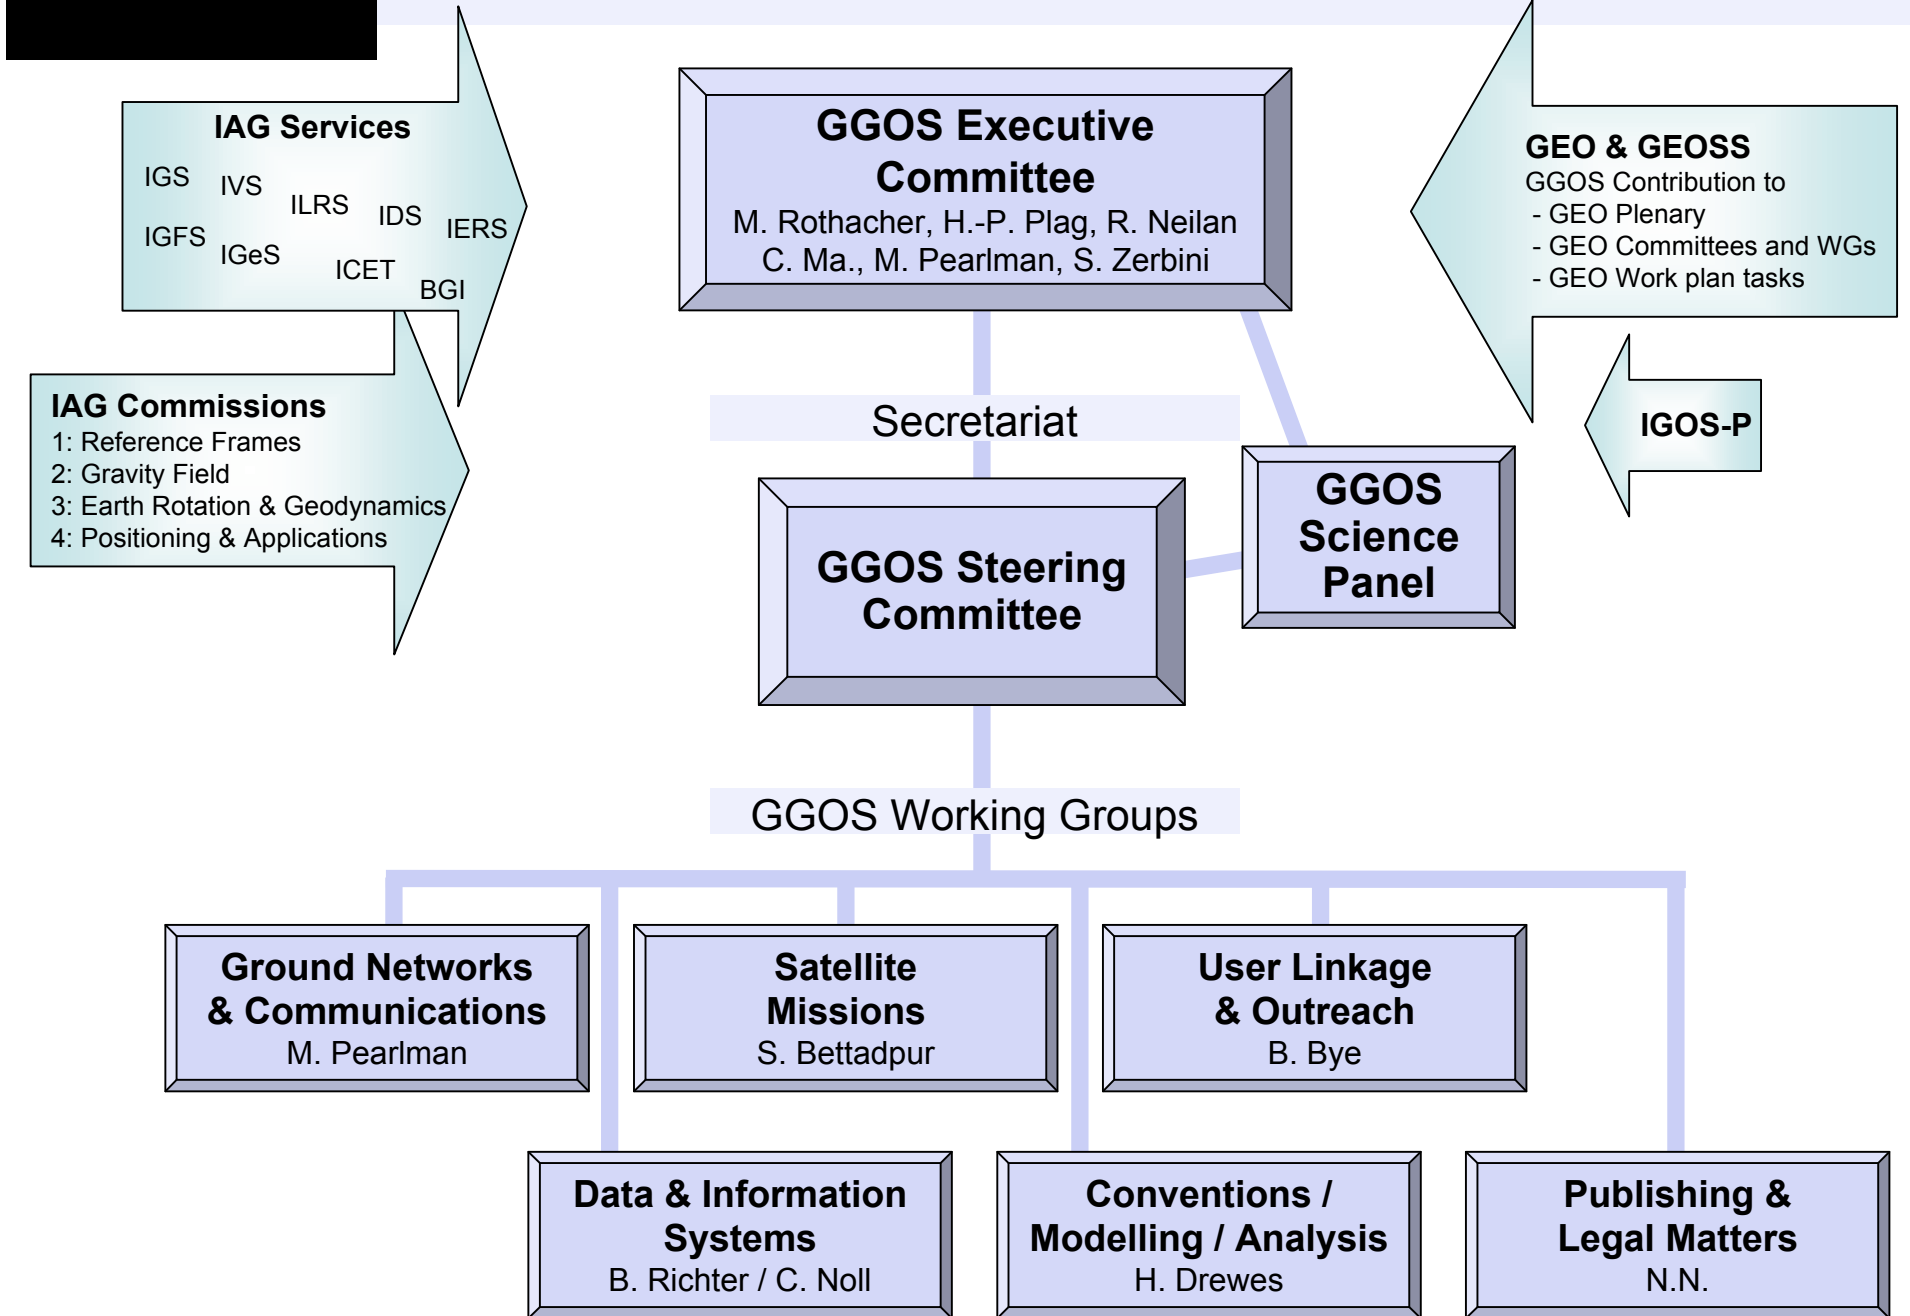 IAG Services
IGS
IVS
ILRS
IDS
IERS
IGFS
IGeS
ICET
BGI
IAG Commissions
1: Reference Frames
2: Gravity Field
3: Earth Rotation & Geodynamics
4: Positioning & Applications
GGOS Executive
Committee
M. Rothacher, H.-P. Plag, R. Neilan
C. Ma., M. Pearlman, S. Zerbini
GEO & GEOSS
GGOS Contribution to
- GEO Plenary
- GEO Committees and WGs
- GEO Work plan tasks
IGOS-P
Secretariat
GGOS Steering
Committee
GGOS
Science
Panel
GGOS Working Groups
Ground Networks
& Communications
M. Pearlman
Satellite
Missions
S. Bettadpur
User Linkage
& Outreach
B. Bye
Data & Information
Systems
B. Richter / C. Noll
Conventions /
Modelling / Analysis
H. Drewes
Publishing &
Legal Matters
N.N.